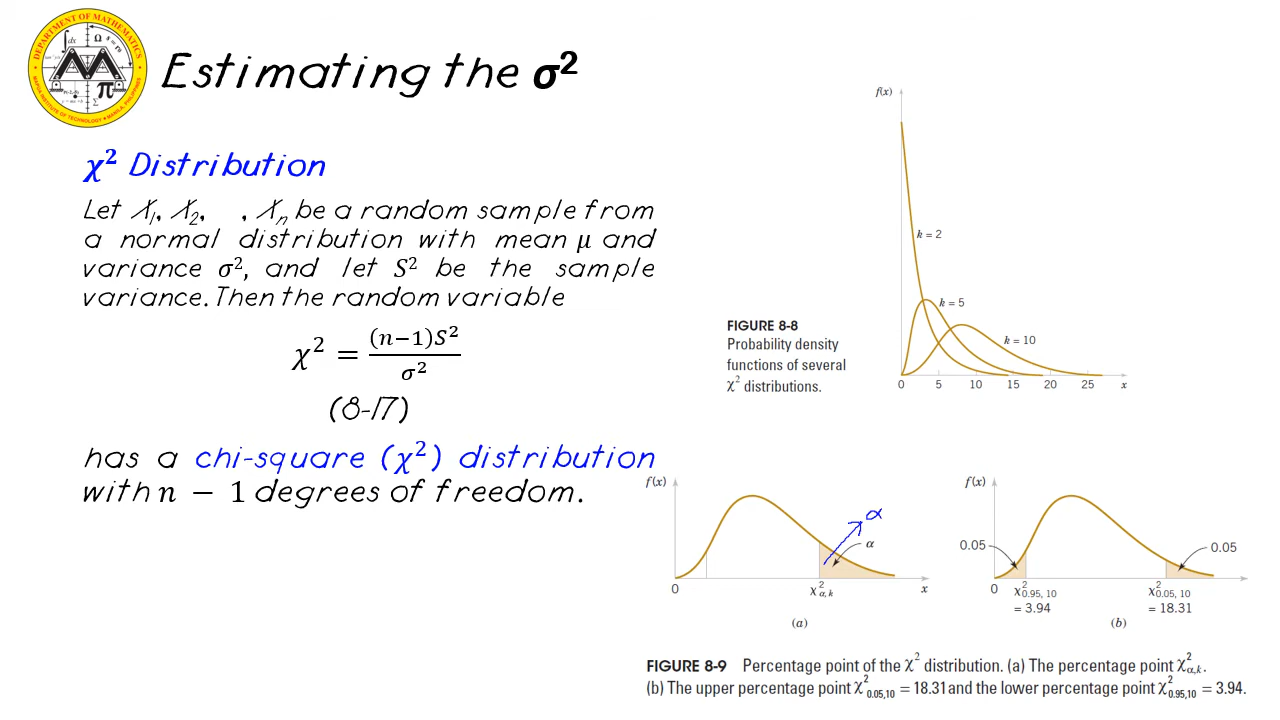 DEPARTMENT OF MATHEMATICS
MAPUA INSTITUTE OF TECHNOLOGY • MANILA, PHILIPPINES
Estimating the σ²
χ² Distribution
Let X₁, X₂, , Xₙ be a random sample from
a normal distribution with mean μ and
variance σ², and let S² be the sample
variance. Then the random variable
χ² = (n−1)S² / σ²
(8-17)
has a chi-square (χ²) distribution
with n − 1 degrees of freedom.
f(x)
k = 2
k = 5
k = 10
0 5 10 15 20 25 x
FIGURE 8-8
Probability density
functions of several
χ² distributions.
f(x)
α
α
0 χ²α, k x
(a)
f(x)
0.05
0.05
0 χ²0.95, 10 χ²0.05, 10 x
= 3.94 = 18.31
(b)
FIGURE 8-9 Percentage point of the χ² distribution. (a) The percentage point χ²α,k.
(b) The upper percentage point χ²0.05,10 = 18.31 and the lower percentage point χ²0.95,10 = 3.94.